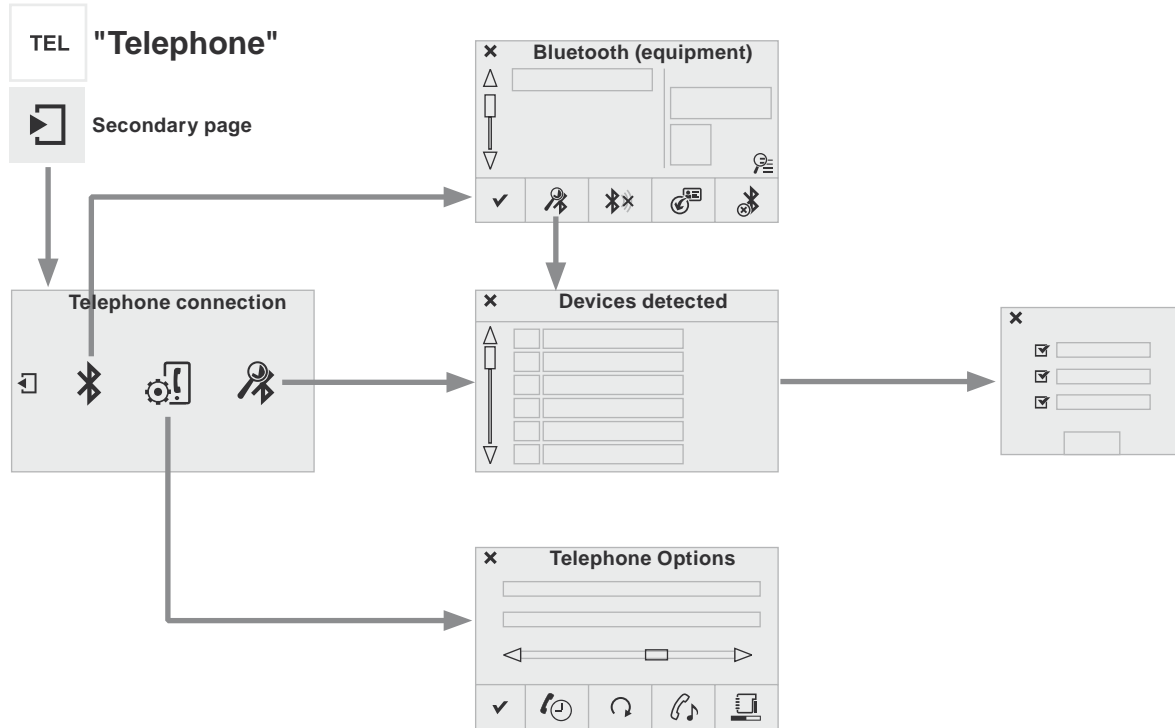 TEL "Telephone"
Secondary page
Bluetooth (equipment)
Telephone connection
Devices detected
Telephone Options